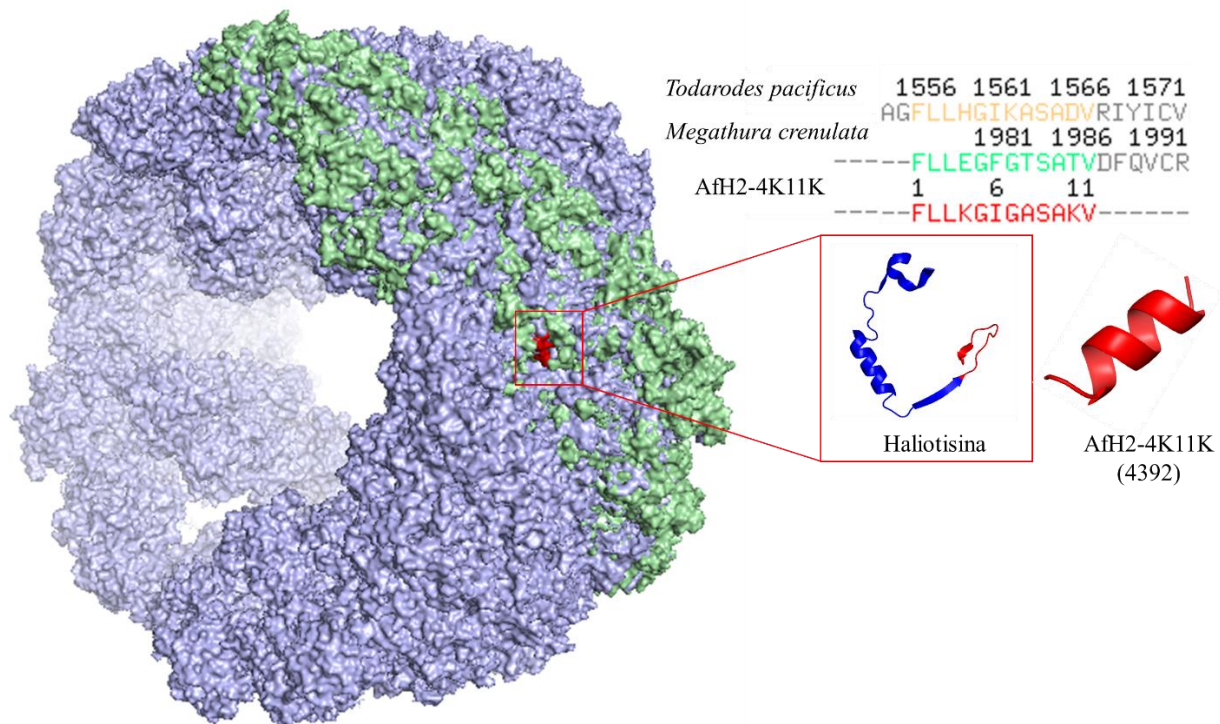 Todarodes pacificus
1556 1561 1566 1571
AGFLLHGIKASADVRIYICV
Megathura crenulata
1981 1986 1991
-----FLLEGFGTSATVDFQVCR
AfH2-4K11K
1 6 11
-----FLLKGIGASAKV------
Haliotisina
AfH2-4K11K
(4392)